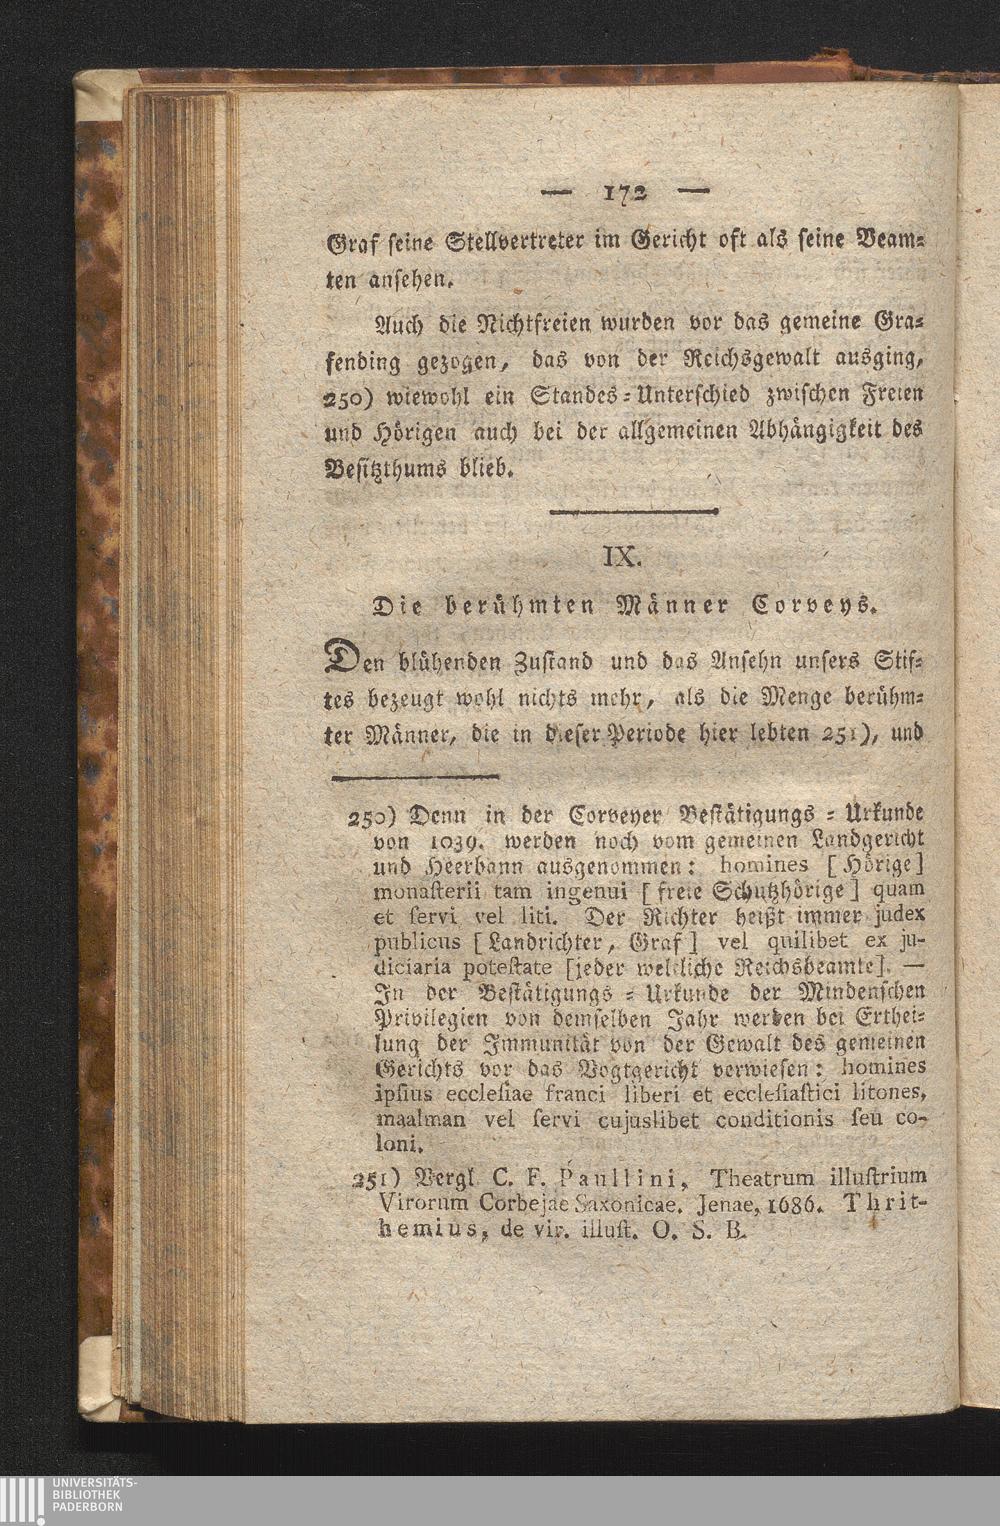 — 172 —
Graf ſeine Stellvertreter im Gericht oft als ſeine Beam⸗
ten anſehen.
Auch die Nichtfreien wurden vor das gemeine Gra⸗
fending gezogen, das von der Reichsgewalt ausging,
250) wiewohl ein Standes⸗Unterſchied zwiſchen Freien
und Hörigen auch bei der allgemeinen Abhängigkeit des
Beſitzthums blieb.
IX.
Die berühmten Männer Corveys.
Den blühenden Zuſtand und das Anſehn unſers Stif⸗
tes bezeugt wohl nichts mehr, als die Menge berühm⸗
ter Männer, die in dieſer Periode hier lebten 251), und
250) Denn in der Corveyer Beſtätigungs⸗Urkunde
von 1039. werden noch vom gemeinen Landgericht
und Heerbann ausgenommen: homines [Hörige]
monaſterii tam ingenui [freie Schutzhörige] quam
et ſervi vel liti. Der Richter heißt immer judex
publicus [Landrichter, Graf] vel quilibet ex ju-
diciaria poteſtate [jeder weltliche Reichsbeamte]. —
In der Beſtätigungs⸗Urkunde der Mindenſchen
Privilegien von demſelben Jahr werden bei Erthei⸗
lung der Immunität von der Gewalt des gemeinen
Gerichts vor das Vogtgericht verwieſen: homines
ipſius eccleſiae franci liberi et eccleſiaſtici litones,
maalman vel ſervi cujuslibet conditionis ſeu co-
loni.
251) Vergl. C. F. Paullini, Theatrum illuſtrium
Virorum Corbejae Saxonicae. Jenae, 1686. Thrit-
hemius, de vir. illuſt. O. S. B.
UNIVERSITÄTS-
BIBLIOTHEK
PADERBORN